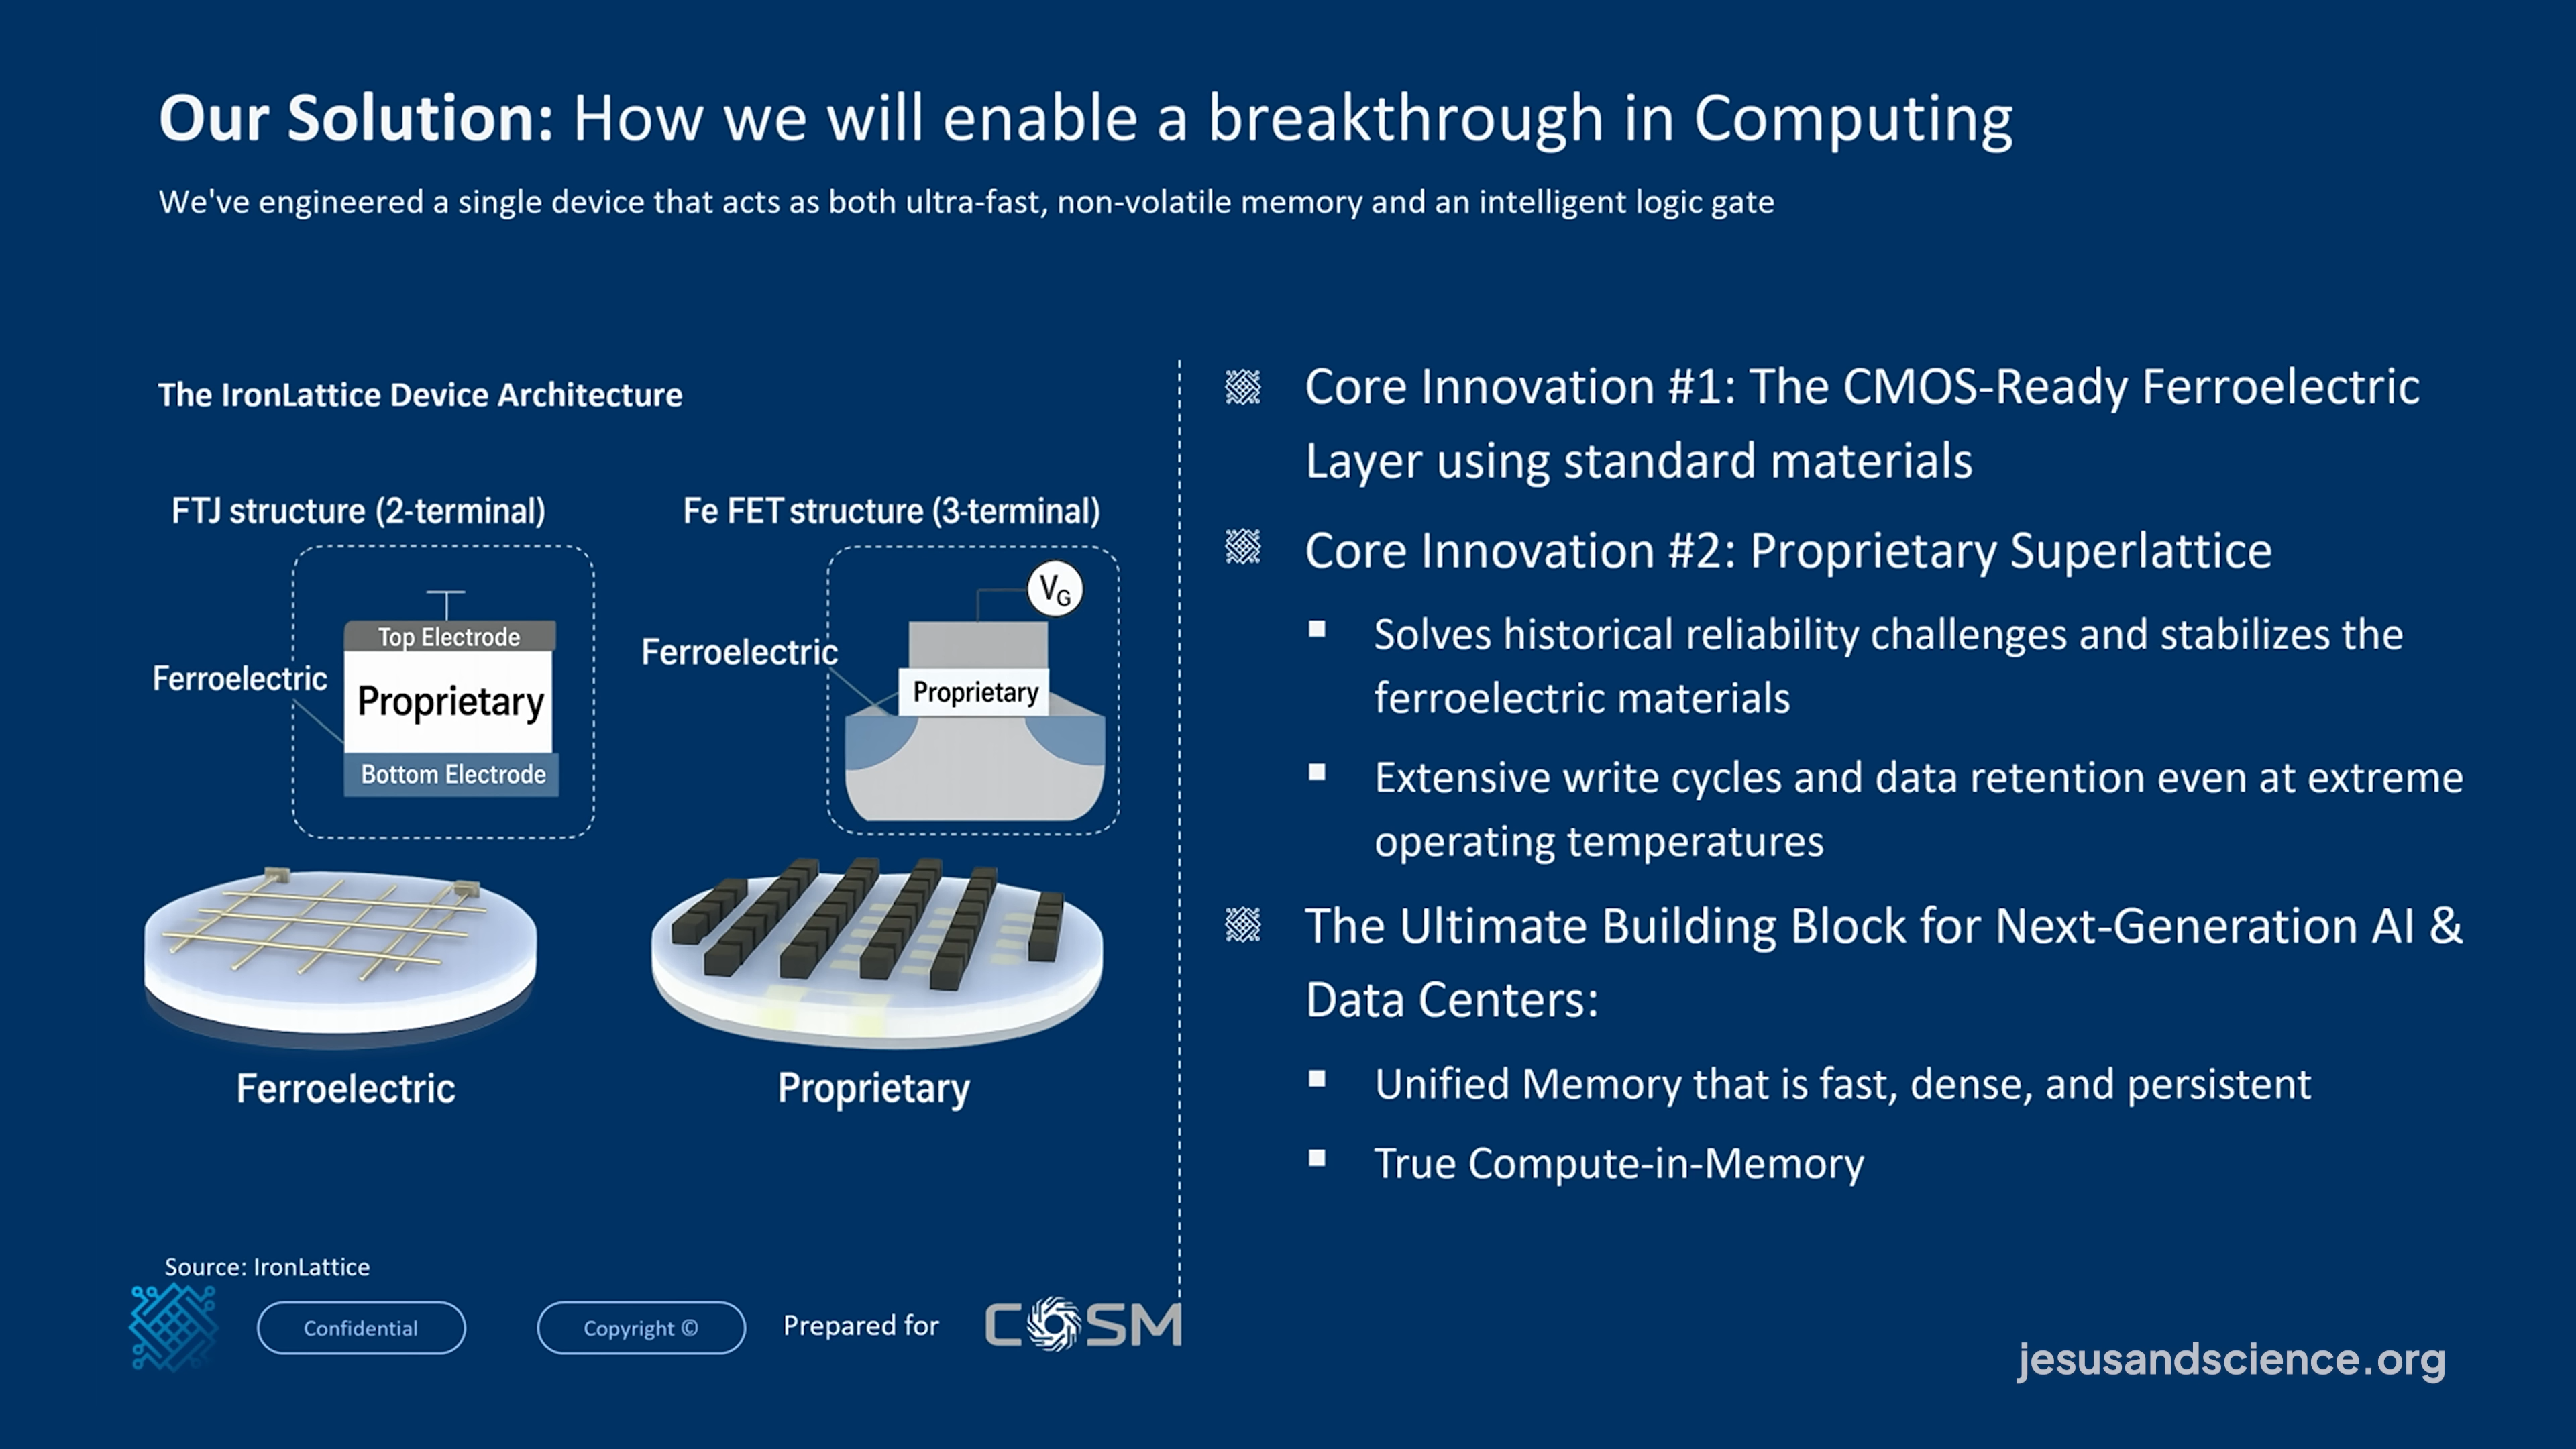 Our Solution: How we will enable a breakthrough in Computing
We've engineered a single device that acts as both ultra-fast, non-volatile memory and an intelligent logic gate
The IronLattice Device Architecture
FTJ structure (2-terminal)
Top Electrode
Ferroelectric
Proprietary
Bottom Electrode
Ferroelectric
Fe FET structure (3-terminal)
VG
Ferroelectric
Proprietary
Proprietary
Source: IronLattice
Confidential
Copyright ©
Prepared for
COSM
Core Innovation #1: The CMOS-Ready Ferroelectric
Layer using standard materials
Core Innovation #2: Proprietary Superlattice
Solves historical reliability challenges and stabilizes the
ferroelectric materials
Extensive write cycles and data retention even at extreme
operating temperatures
The Ultimate Building Block for Next-Generation AI &
Data Centers:
Unified Memory that is fast, dense, and persistent
True Compute-in-Memory
jesusandscience.org